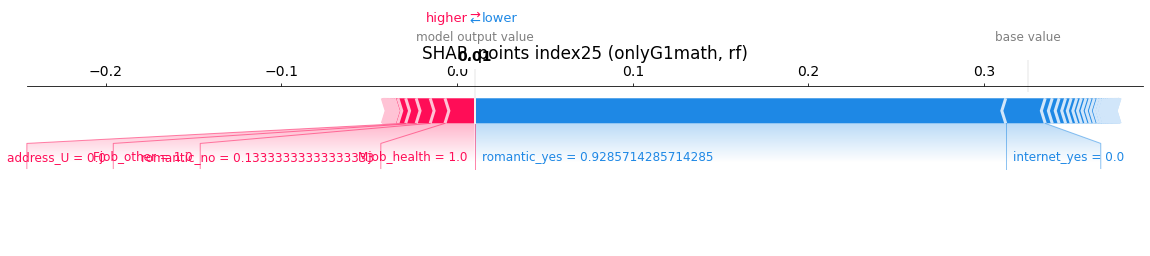 higher ⇄ lower
model output value
base value
SHAP points index25 (onlyG1math, rf)
0.01
−0.2 −0.1 0.0 0.1 0.2 0.3
address_U = 0.0 Fjob_other = 1.0 romantic_no = 0.13333333333333333 Mjob_health = 1.0 romantic_yes = 0.9285714285714285 internet_yes = 0.0